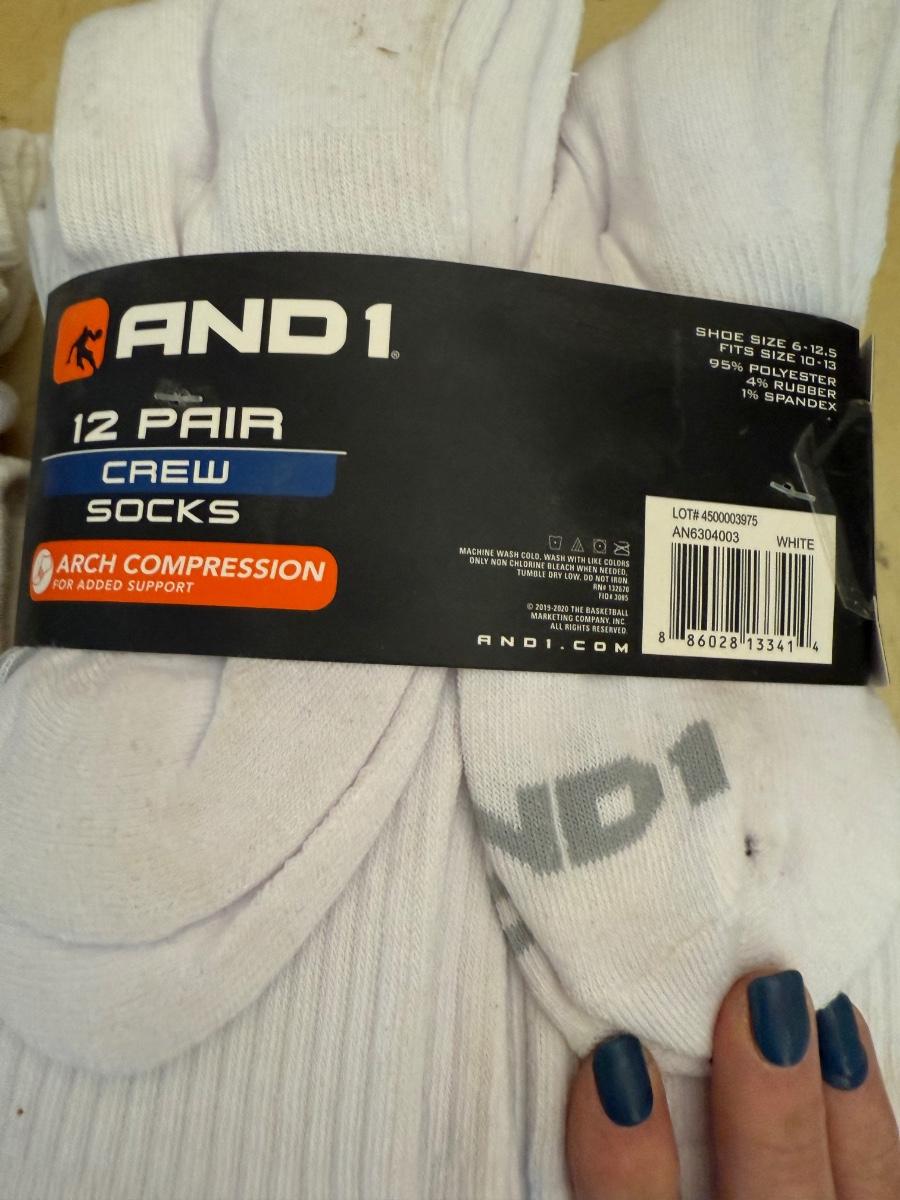 AND1®
12 PAIR
CREW
SOCKS
ARCH COMPRESSION
FOR ADDED SUPPORT
SHOE SIZE 6-12.5
FITS SIZE 10-13
95% POLYESTER
4% RUBBER
1% SPANDEX
MACHINE WASH COLD, WASH WITH LIKE COLORS
ONLY NON CHLORINE BLEACH WHEN NEEDED,
TUMBLE DRY LOW, DO NOT IRON
RN# 132670
FID# 3085
© 2019-2020 THE BASKETBALL
MARKETING COMPANY, INC.
ALL RIGHTS RESERVED.
AND1.COM
LOT# 4500003975
AN6304003 WHITE
8 86028 13341 4
ND1